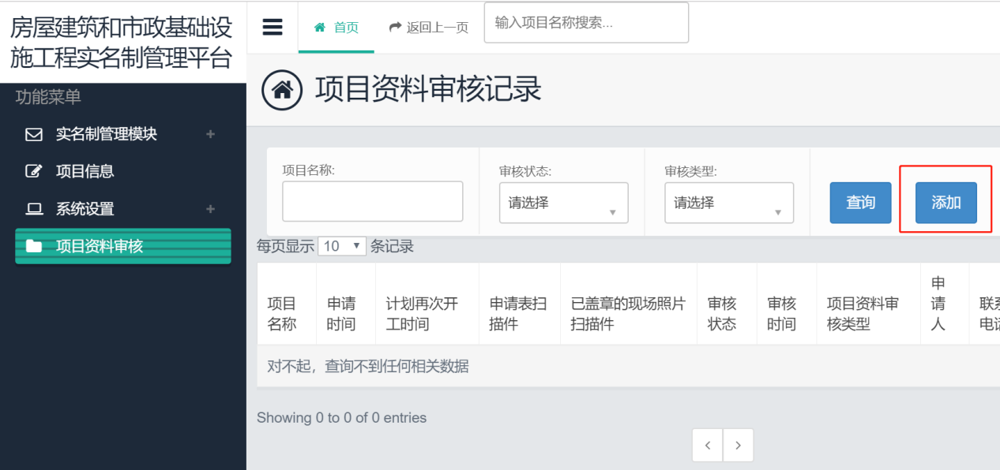 房屋建筑和市政基础设
施工程实名制管理平台
首页
返回上一页
输入项目名称搜索...
功能菜单
实名制管理模块
项目信息
系统设置
项目资料审核
项目资料审核记录
项目名称:
审核状态:
审核类型:
请选择
请选择
查询
添加
每页显示 10 条记录
项目
名称
申请
时间
计划再次开
工时间
申请表扫
描件
已盖章的现场照片
扫描件
审核
状态
审核
时间
项目资料审
核类型
申
请
人
联系
电话
对不起，查询不到任何相关数据
Showing 0 to 0 of 0 entries